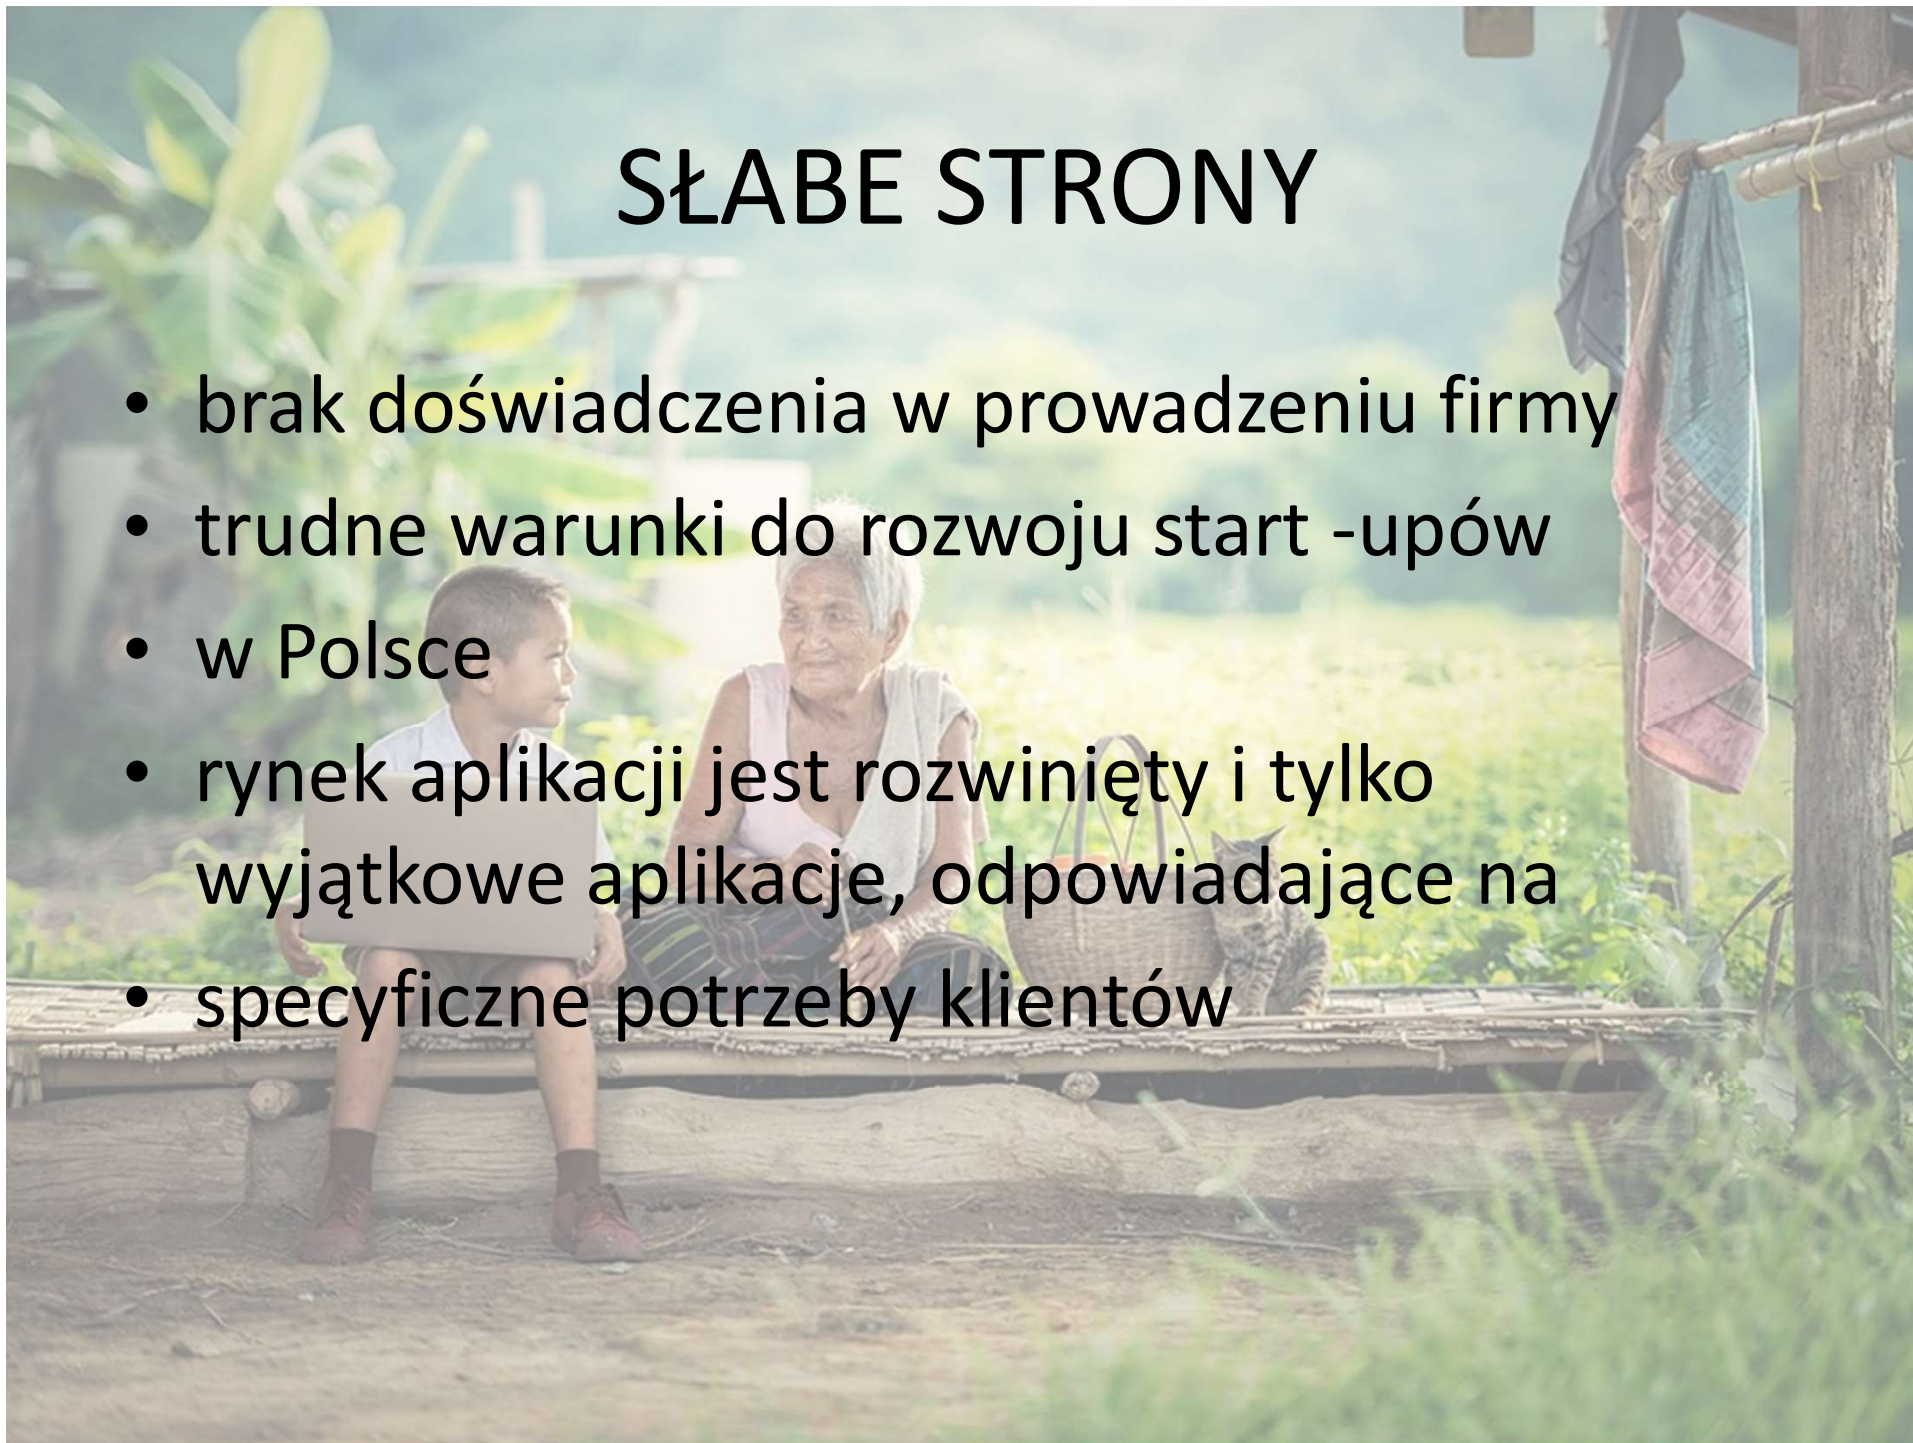 SŁABE STRONY
• brak doświadczenia w prowadzeniu firmy
• trudne warunki do rozwoju start -upów
• w Polsce
• rynek aplikacji jest rozwinięty i tylko
wyjątkowe aplikacje, odpowiadające na
• specyficzne potrzeby klientów